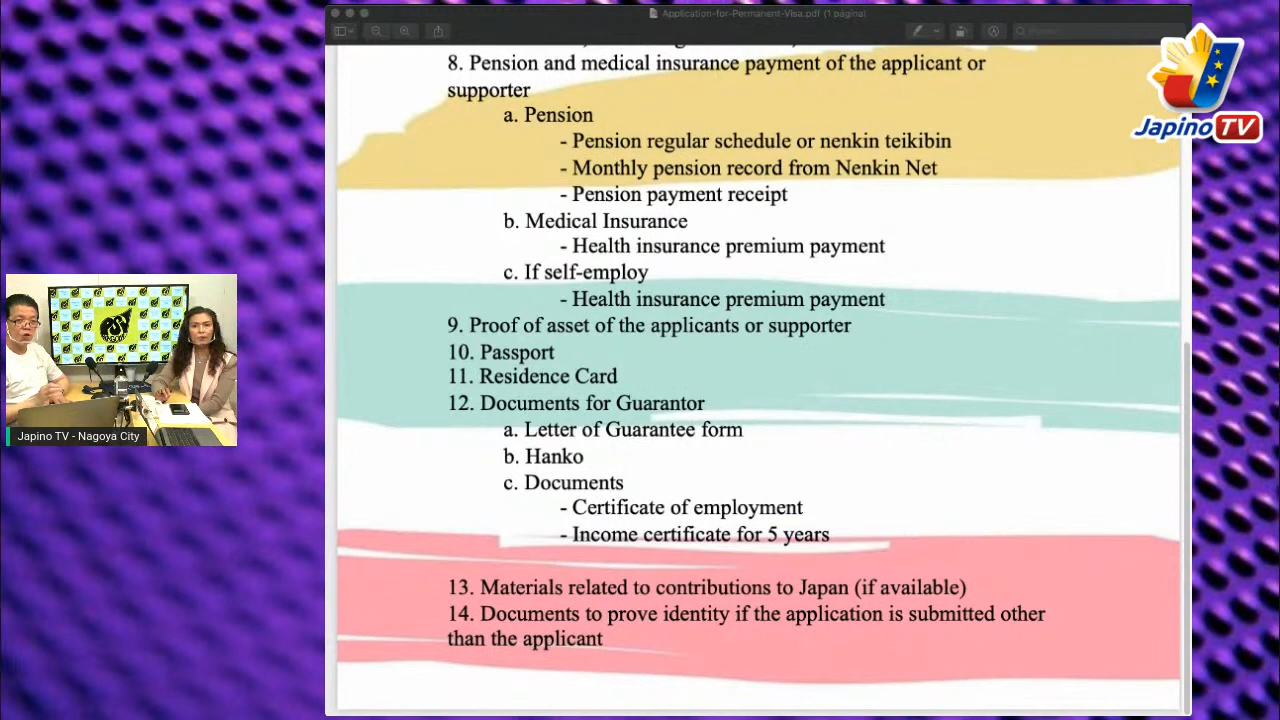 Application-for-Permanent-Visa.pdf (1 página)
8. Pension and medical insurance payment of the applicant or
supporter
a. Pension
- Pension regular schedule or nenkin teikibin
- Monthly pension record from Nenkin Net
- Pension payment receipt
b. Medical Insurance
- Health insurance premium payment
c. If self-employ
- Health insurance premium payment
9. Proof of asset of the applicants or supporter
10. Passport
11. Residence Card
12. Documents for Guarantor
a. Letter of Guarantee form
b. Hanko
c. Documents
- Certificate of employment
- Income certificate for 5 years
13. Materials related to contributions to Japan (if available)
14. Documents to prove identity if the application is submitted other
than the applicant
Japino TV
Japino TV - Nagoya City